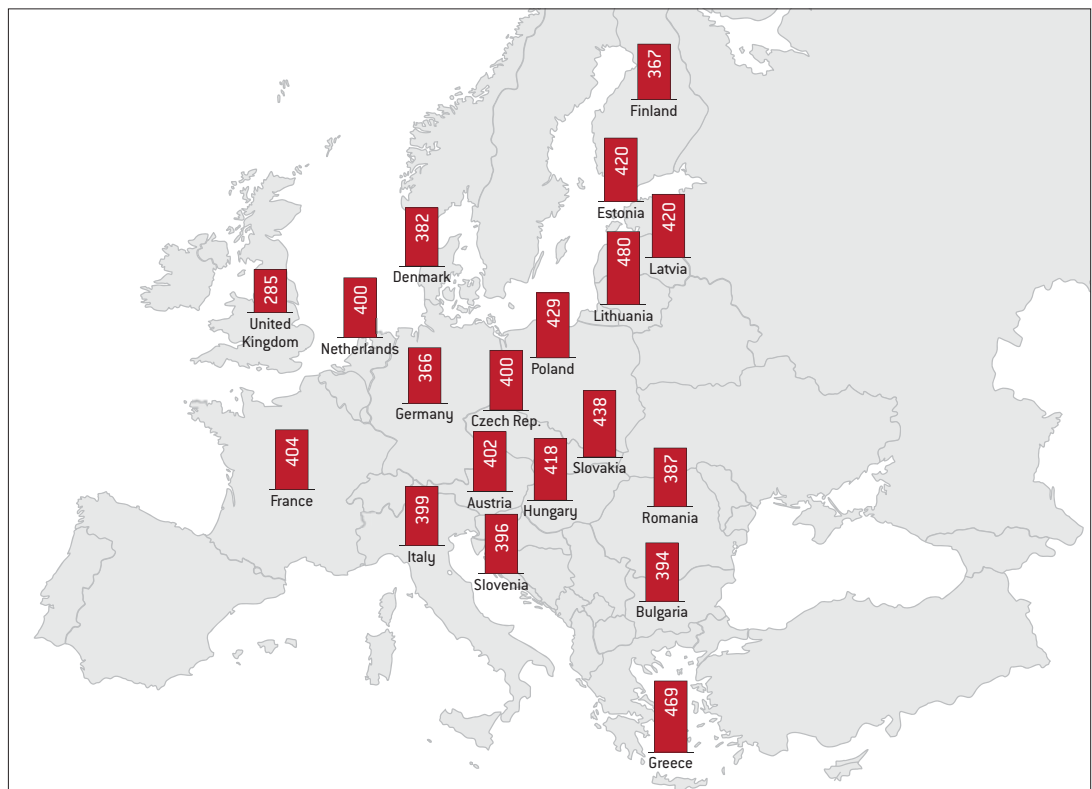 367
Finland
420
Estonia
420
Latvia
382
Denmark
480
Lithuania
285
United
Kingdom
400
Netherlands
429
Poland
366
Germany
400
Czech Rep.
438
Slovakia
404
France
402
Austria
418
Hungary
387
Romania
399
Italy
396
Slovenia
394
Bulgaria
469
Greece